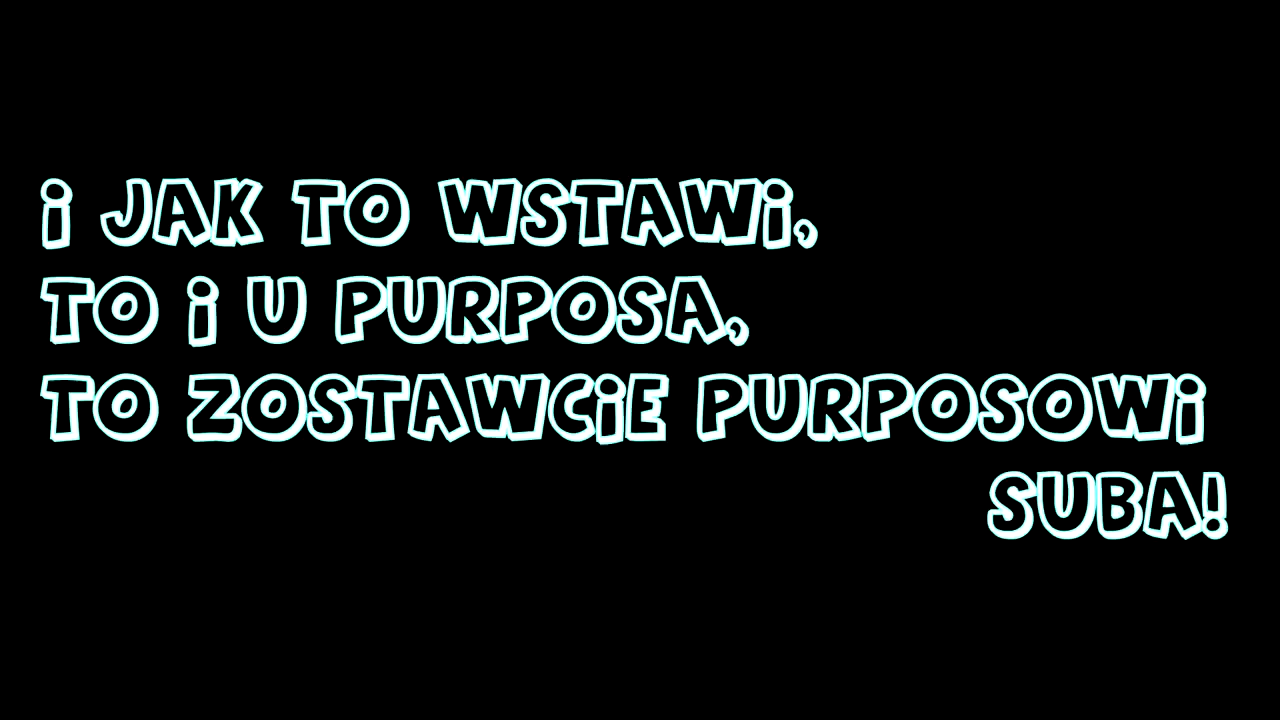 i JAK TO WSTAWi,
TO i U PURPOSA,
TO ZOSTAWCiE PURPOSOWi
SUBA!